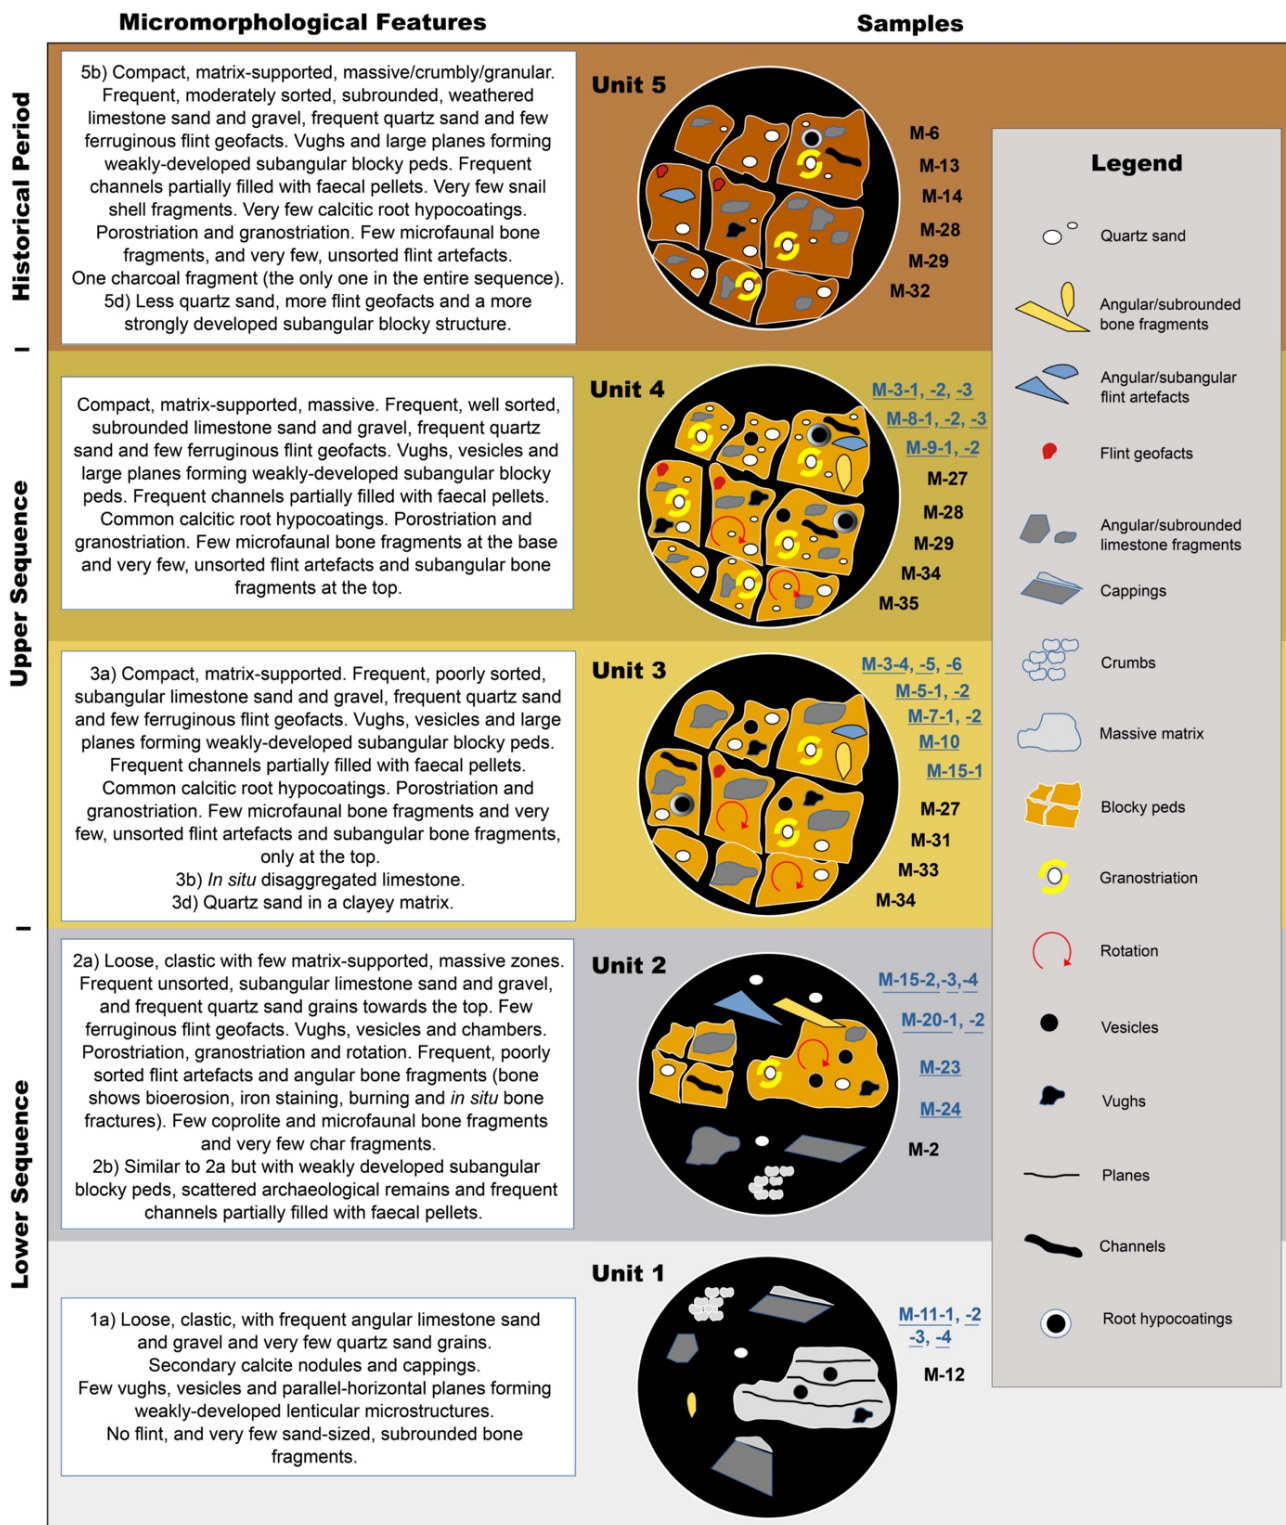 Micromorphological Features
Samples
Historical Period
I
Upper Sequence
I
Lower Sequence
5b) Compact, matrix-supported, massive/crumbly/granular.
Frequent, moderately sorted, subrounded, weathered
limestone sand and gravel, frequent quartz sand and few
ferruginous flint geofacts. Vughs and large planes forming
weakly-developed subangular blocky peds. Frequent
channels partially filled with faecal pellets. Very few snail
shell fragments. Very few calcitic root hypocoatings.
Porostriation and granostriation. Few microfaunal bone
fragments, and very few, unsorted flint artefacts.
One charcoal fragment (the only one in the entire sequence).
5d) Less quartz sand, more flint geofacts and a more
strongly developed subangular blocky structure.
Unit 5
M-6
M-13
M-14
M-28
M-29
M-32
Compact, matrix-supported, massive. Frequent, well sorted,
subrounded limestone sand and gravel, frequent quartz
sand and few ferruginous flint geofacts. Vughs, vesicles and
large planes forming weakly-developed subangular blocky
peds. Frequent channels partially filled with faecal pellets.
Common calcitic root hypocoatings. Porostriation and
granostriation. Few microfaunal bone fragments at the base
and very few, unsorted flint artefacts and subangular bone
fragments at the top.
Unit 4
M-3-1, -2, -3
M-8-1, -2, -3
M-9-1, -2
M-27
M-28
M-29
M-34
M-35
3a) Compact, matrix-supported. Frequent, poorly sorted,
subangular limestone sand and gravel, frequent quartz sand
and few ferruginous flint geofacts. Vughs, vesicles and large
planes forming weakly-developed subangular blocky peds.
Frequent channels partially filled with faecal pellets.
Common calcitic root hypocoatings. Porostriation and
granostriation. Few microfaunal bone fragments and very
few, unsorted flint artefacts and subangular bone fragments,
only at the top.
3b) In situ disaggregated limestone.
3d) Quartz sand in a clayey matrix.
Unit 3
M-3-4, -5, -6
M-5-1, -2
M-7-1, -2
M-10
M-15-1
M-27
M-31
M-33
M-34
2a) Loose, clastic with few matrix-supported, massive zones.
Frequent unsorted, subangular limestone sand and gravel,
and frequent quartz sand grains towards the top. Few
ferruginous flint geofacts. Vughs, vesicles and chambers.
Porostriation, granostriation and rotation. Frequent, poorly
sorted flint artefacts and angular bone fragments (bone
shows bioerosion, iron staining, burning and in situ bone
fractures). Few coprolite and microfaunal bone fragments
and very few char fragments.
2b) Similar to 2a but with weakly developed subangular
blocky peds, scattered archaeological remains and frequent
channels partially filled with faecal pellets.
Unit 2
M-15-2,-3,-4
M-20-1, -2
M-23
M-24
M-2
1a) Loose, clastic, with frequent angular limestone sand
and gravel and very few quartz sand grains.
Secondary calcite nodules and cappings.
Few vughs, vesicles and parallel-horizontal planes forming
weakly-developed lenticular microstructures.
No flint, and very few sand-sized, subrounded bone
fragments.
Unit 1
M-11-1, -2
-3, -4
M-12
Legend
Quartz sand
Angular/subrounded
bone fragments
Angular/subangular
flint artefacts
Flint geofacts
Angular/subrounded
limestone fragments
Cappings
Crumbs
Massive matrix
Blocky peds
Granostriation
Rotation
Vesicles
Vughs
Planes
Channels
Root hypocoatings